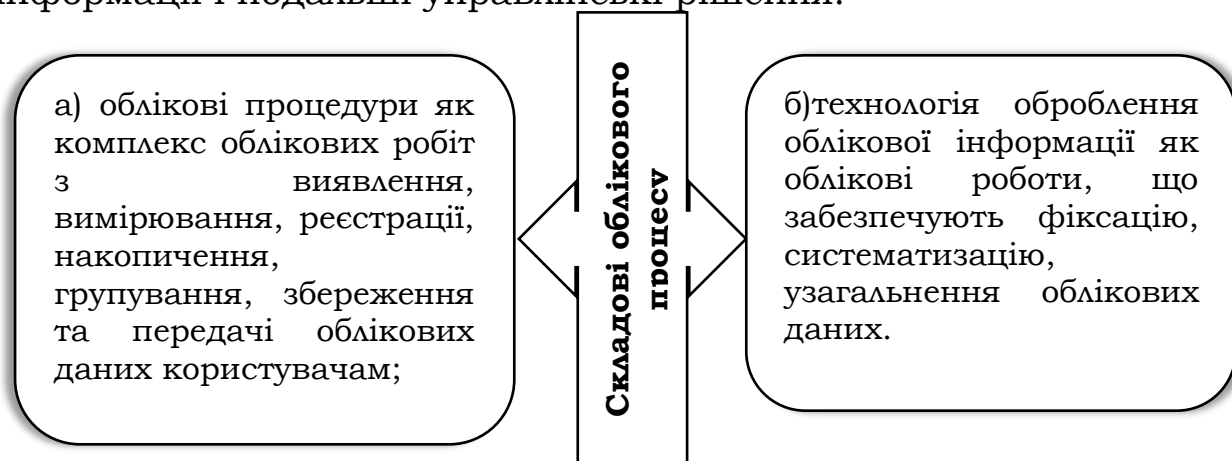 інформації і подальші управлінські рішення.
а) облікові процедури як
комплекс облікових робіт
з виявлення,
вимірювання, реєстрації,
накопичення,
групування, збереження
та передачі облікових
даних користувачам;
Складові облікового
процесу
б)технологія оброблення
облікової інформації як
облікові роботи, що
забезпечують фіксацію,
систематизацію,
узагальнення облікових
даних.